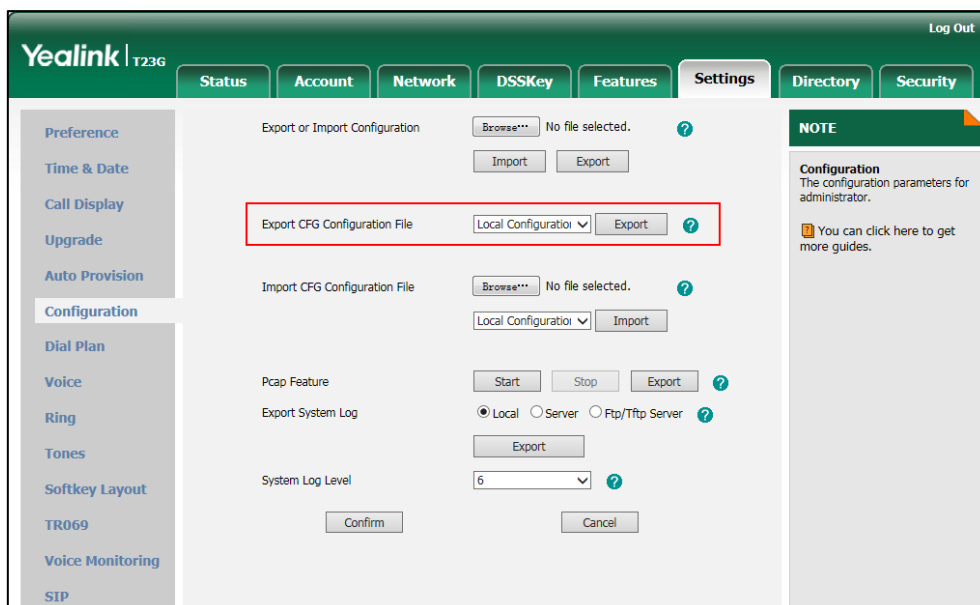 Log Out
Yealink T23G
Status Account Network DSSKey Features Settings Directory Security
Preference
Time & Date
Call Display
Upgrade
Auto Provision
Configuration
Dial Plan
Voice
Ring
Tones
Softkey Layout
TR069
Voice Monitoring
SIP
Export or Import Configuration Browse... No file selected. ?
Import Export
Export CFG Configuration File Local Configuration Export ?
Import CFG Configuration File Browse... No file selected. ?
Local Configuration Import
Pcap Feature Start Stop Export ?
Export System Log Local Server Ftp/Tftp Server ?
Export
System Log Level 6 ?
Confirm Cancel
NOTE
Configuration
The configuration parameters for
administrator.
? You can click here to get
more guides.